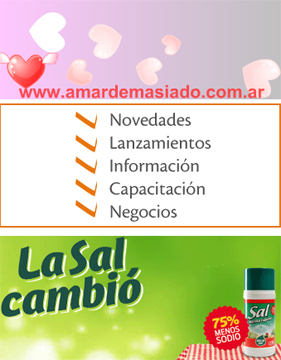 www.amardemasiado.com.ar
Novedades
Lanzamientos
Información
Capacitación
Negocios
La Sal
cambió
75%
MENOS
SODIO
Sal